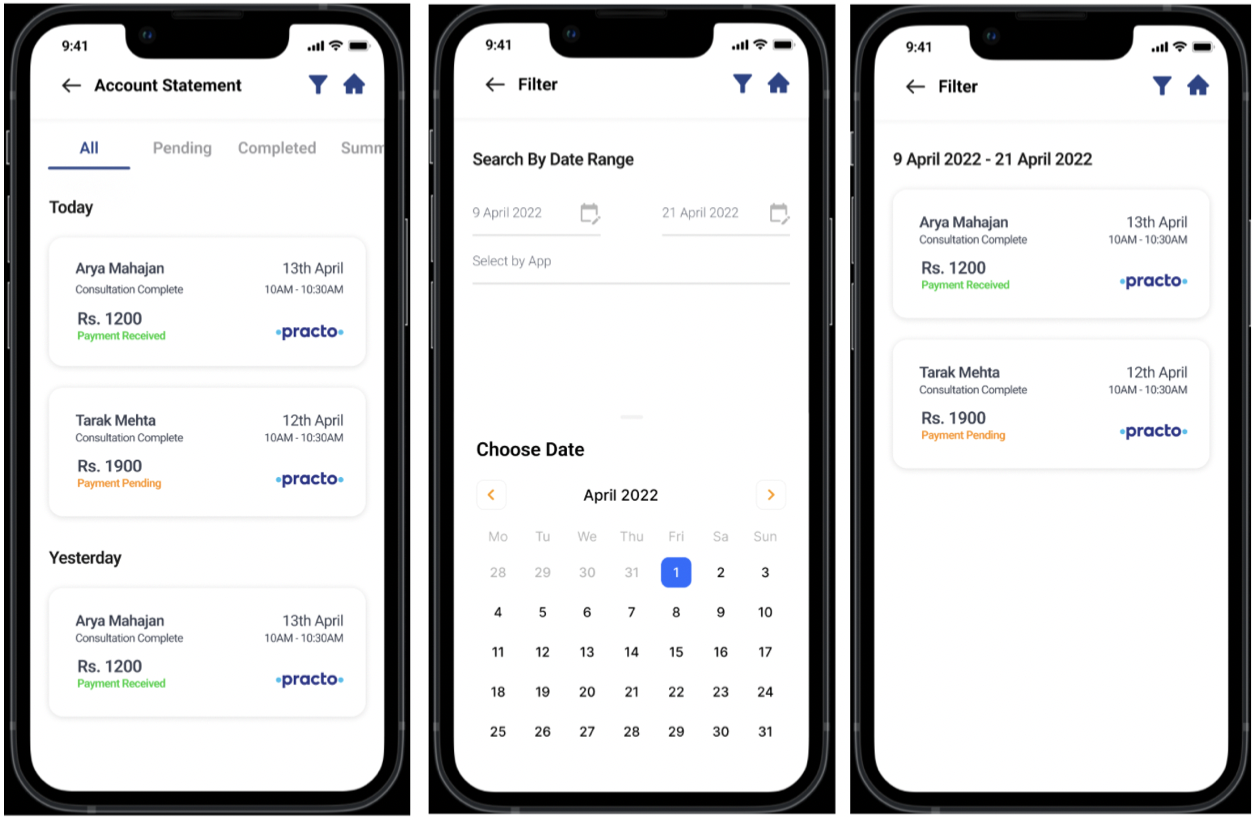 9:41
Account Statement
All Pending Completed Summ
Today
Arya Mahajan 13th April
Consultation Complete 10AM - 10:30AM
Rs. 1200
Payment Received
practo
Tarak Mehta 12th April
Consultation Complete 10AM - 10:30AM
Rs. 1900
Payment Pending
practo
Yesterday
Arya Mahajan 13th April
Consultation Complete 10AM - 10:30AM
Rs. 1200
Payment Received
practo
9:41
Filter
Search By Date Range
9 April 2022 21 April 2022
Select by App
Choose Date
April 2022
Mo Tu We Thu Fri Sa Sun
28 29 30 31 1 2 3
4 5 6 7 8 9 10
11 12 13 14 15 16 17
18 19 20 21 22 23 24
25 26 27 28 29 30 31
9:41
Filter
9 April 2022 - 21 April 2022
Arya Mahajan 13th April
Consultation Complete 10AM - 10:30AM
Rs. 1200
Payment Received
practo
Tarak Mehta 12th April
Consultation Complete 10AM - 10:30AM
Rs. 1900
Payment Pending
practo